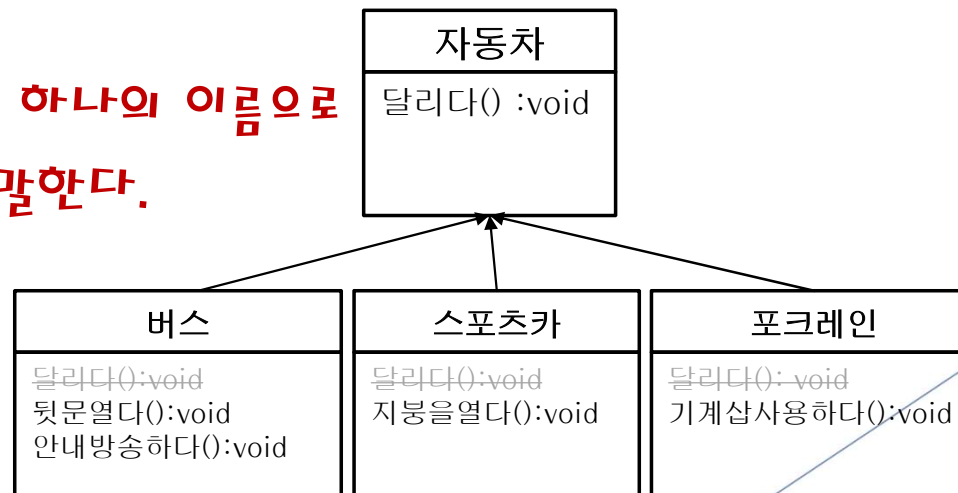 자동차
달리다() :void
하나의 이름으로
말한다.
버스
달리다():void
뒷문열다():void
안내방송하다():void
스포츠카
달리다():void
지붕을열다():void
포크레인
달리다(): void
기계삽사용하다():void